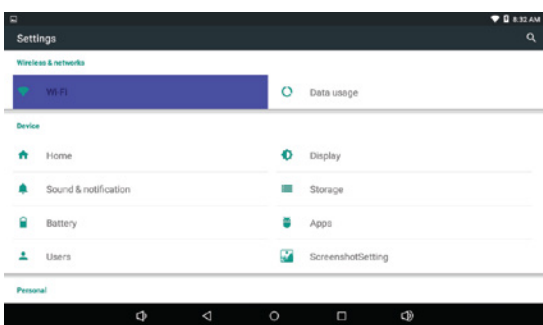 8:32 AM
Settings
Wireless & networks
Wi-Fi
Data usage
Device
Home
Display
Sound & notification
Storage
Battery
Apps
Users
ScreenshotSetting
Personal